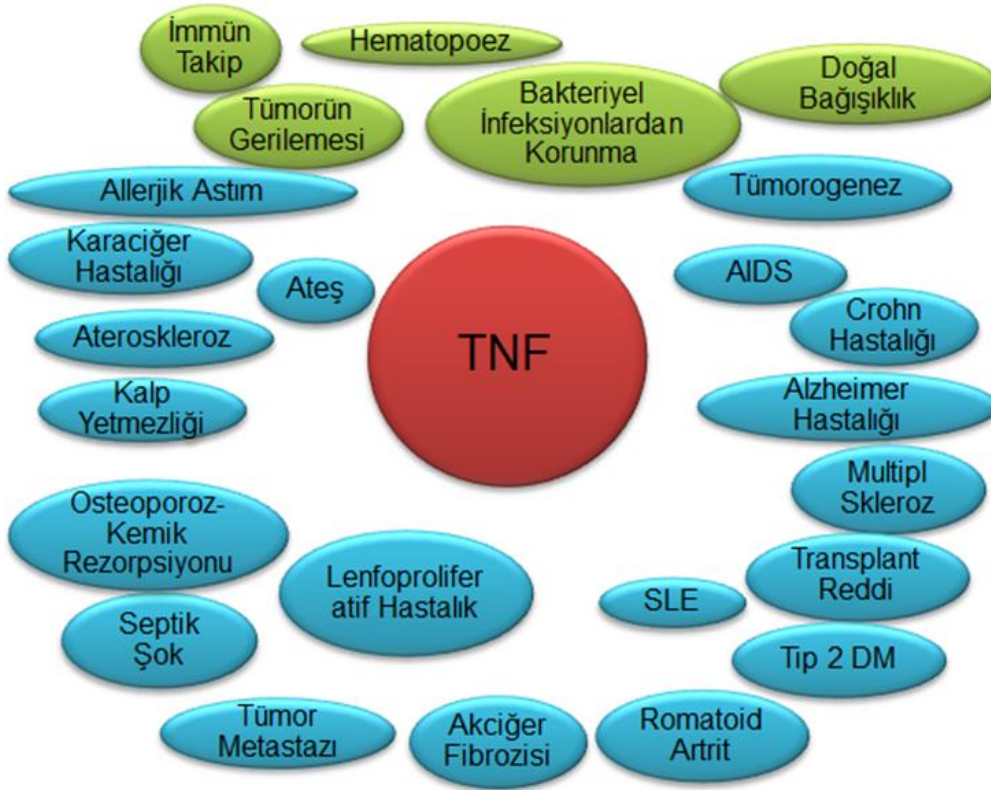 İmmün
Takip
Hematopoez
Doğal
Bağışıklık
Tümorün
Gerilemesi
Bakteriyel
İnfeksiyonlardan
Korunma
Allerjik Astım
Tümorogenez
Karaciğer
Hastalığı
Ateş
AIDS
Crohn
Hastalığı
Ateroskleroz
TNF
Kalp
Yetmezliği
Alzheimer
Hastalığı
Multipl
Skleroz
Osteoporoz-
Kemik
Rezorpsiyonu
Lenfoprolifer
atif Hastalık
SLE
Transplant
Reddi
Septik
Şok
Tip 2 DM
Tümor
Metastazı
Akciğer
Fibrozisi
Romatoid
Artrit